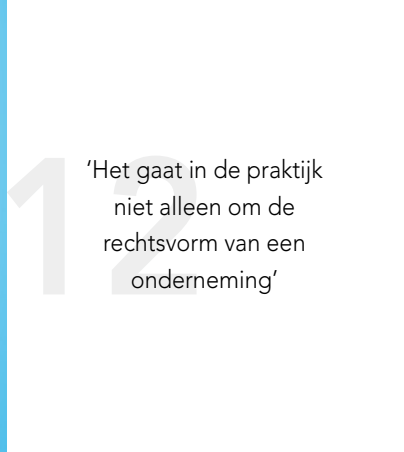 12
'Het gaat in de praktijk
niet alleen om de
rechtsvorm van een
onderneming'